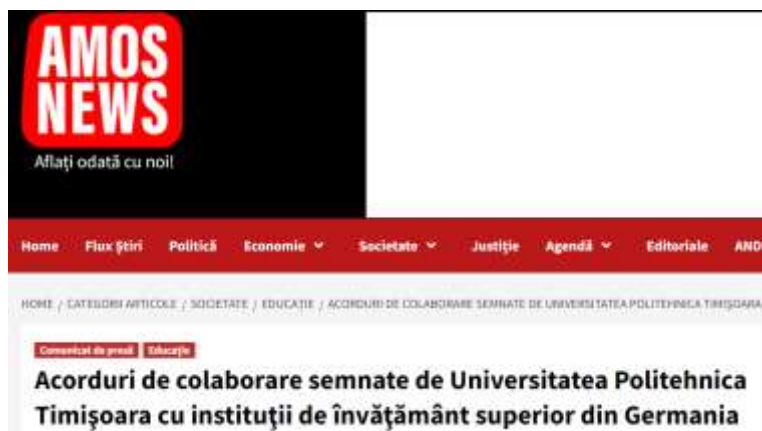 AMOS
NEWS
Aflați odată cu noi!
Home Flux Știri Politică Economie Societate Justiție Agendă Editoriale AND
HOME / CATEGORII ARTICOLE / SOCIETATE / EDUCAȚIE / ACORDURI DE COLABORARE SEMNATE DE UNIVERSITATEA POLITEHNICA TIMIȘOARA
Comunicat de presă Educație
Acorduri de colaborare semnate de Universitatea Politehnica
Timişoara cu instituţii de învăţământ superior din Germania